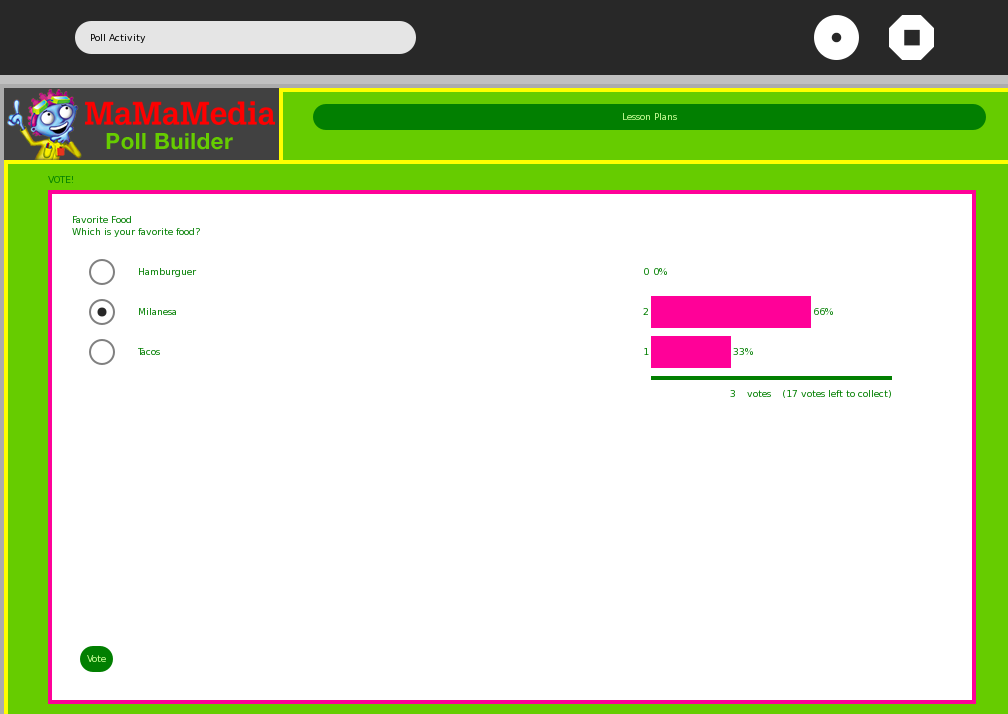 Poll Activity
MaMaMedia
Poll Builder
Lesson Plans
VOTE!
Favorite Food
Which is your favorite food?
Hamburguer 0 0%
Milanesa 2 66%
Tacos 1 33%
3 votes (17 votes left to collect)
Vote